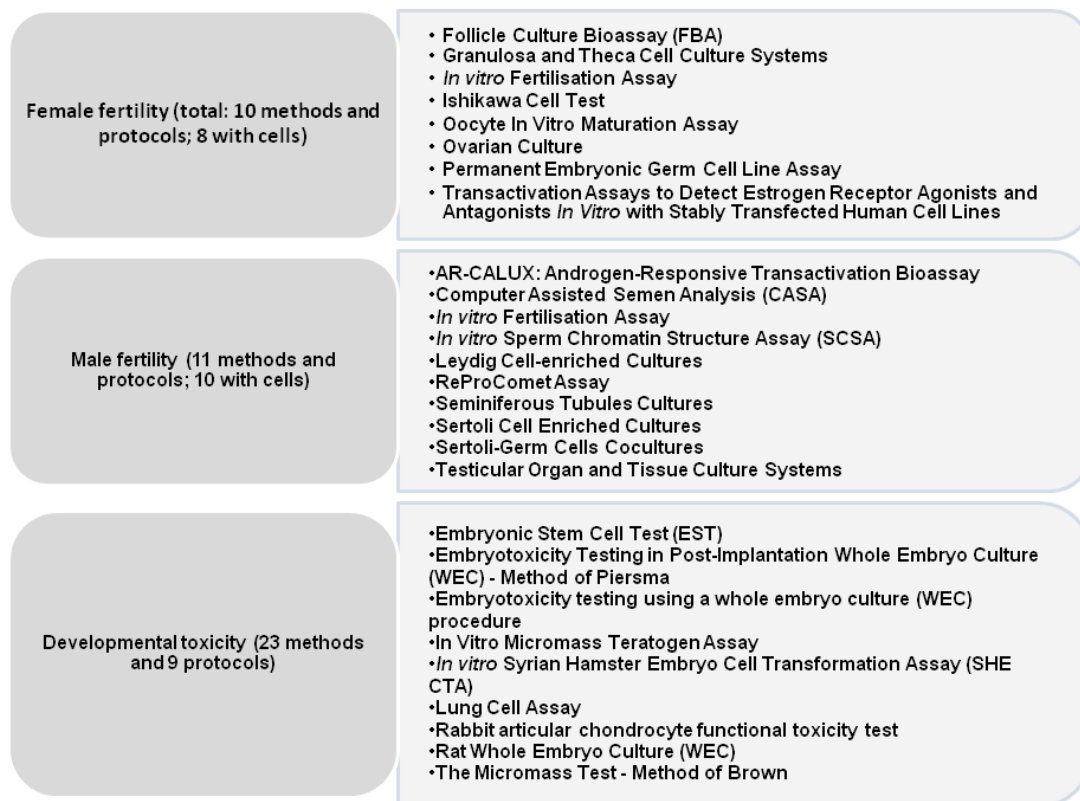 Female fertility (total: 10 methods and
protocols; 8 with cells)
• Follicle Culture Bioassay (FBA)
• Granulosa and Theca Cell Culture Systems
• In vitro Fertilisation Assay
• Ishikawa Cell Test
• Oocyte In Vitro Maturation Assay
• Ovarian Culture
• Permanent Embryonic Germ Cell Line Assay
• Transactivation Assays to Detect Estrogen Receptor Agonists and
Antagonists In Vitro with Stably Transfected Human Cell Lines
Male fertility (11 methods and
protocols; 10 with cells)
•AR-CALUX: Androgen-Responsive Transactivation Bioassay
•Computer Assisted Semen Analysis (CASA)
•In vitro Fertilisation Assay
•In vitro Sperm Chromatin Structure Assay (SCSA)
•Leydig Cell-enriched Cultures
•ReProComet Assay
•Seminiferous Tubules Cultures
•Sertoli Cell Enriched Cultures
•Sertoli-Germ Cells Cocultures
•Testicular Organ and Tissue Culture Systems
Developmental toxicity (23 methods
and 9 protocols)
•Embryonic Stem Cell Test (EST)
•Embryotoxicity Testing in Post-Implantation Whole Embryo Culture
(WEC) - Method of Piersma
•Embryotoxicity testing using a whole embryo culture (WEC)
procedure
•In Vitro Micromass Teratogen Assay
•In vitro Syrian Hamster Embryo Cell Transformation Assay (SHE
CTA)
•Lung Cell Assay
•Rabbit articular chondrocyte functional toxicity test
•Rat Whole Embryo Culture (WEC)
•The Micromass Test - Method of Brown